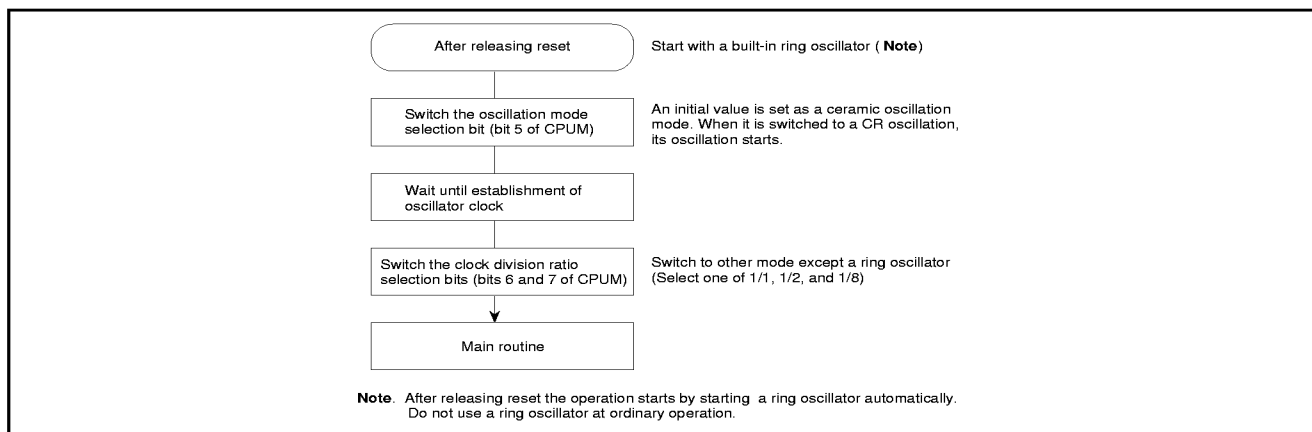 After releasing reset
Start with a built-in ring oscillator ( Note)
Switch the oscillation mode
selection bit (bit 5 of CPUM)
An initial value is set as a ceramic oscillation
mode. When it is switched to a CR oscillation,
its oscillation starts.
Wait until establishment of
oscillator clock
Switch the clock division ratio
selection bits (bits 6 and 7 of CPUM)
Switch to other mode except a ring oscillator
(Select one of 1/1, 1/2, and 1/8)
Main routine
Note. After releasing reset the operation starts by starting a ring oscillator automatically.
Do not use a ring oscillator at ordinary operation.